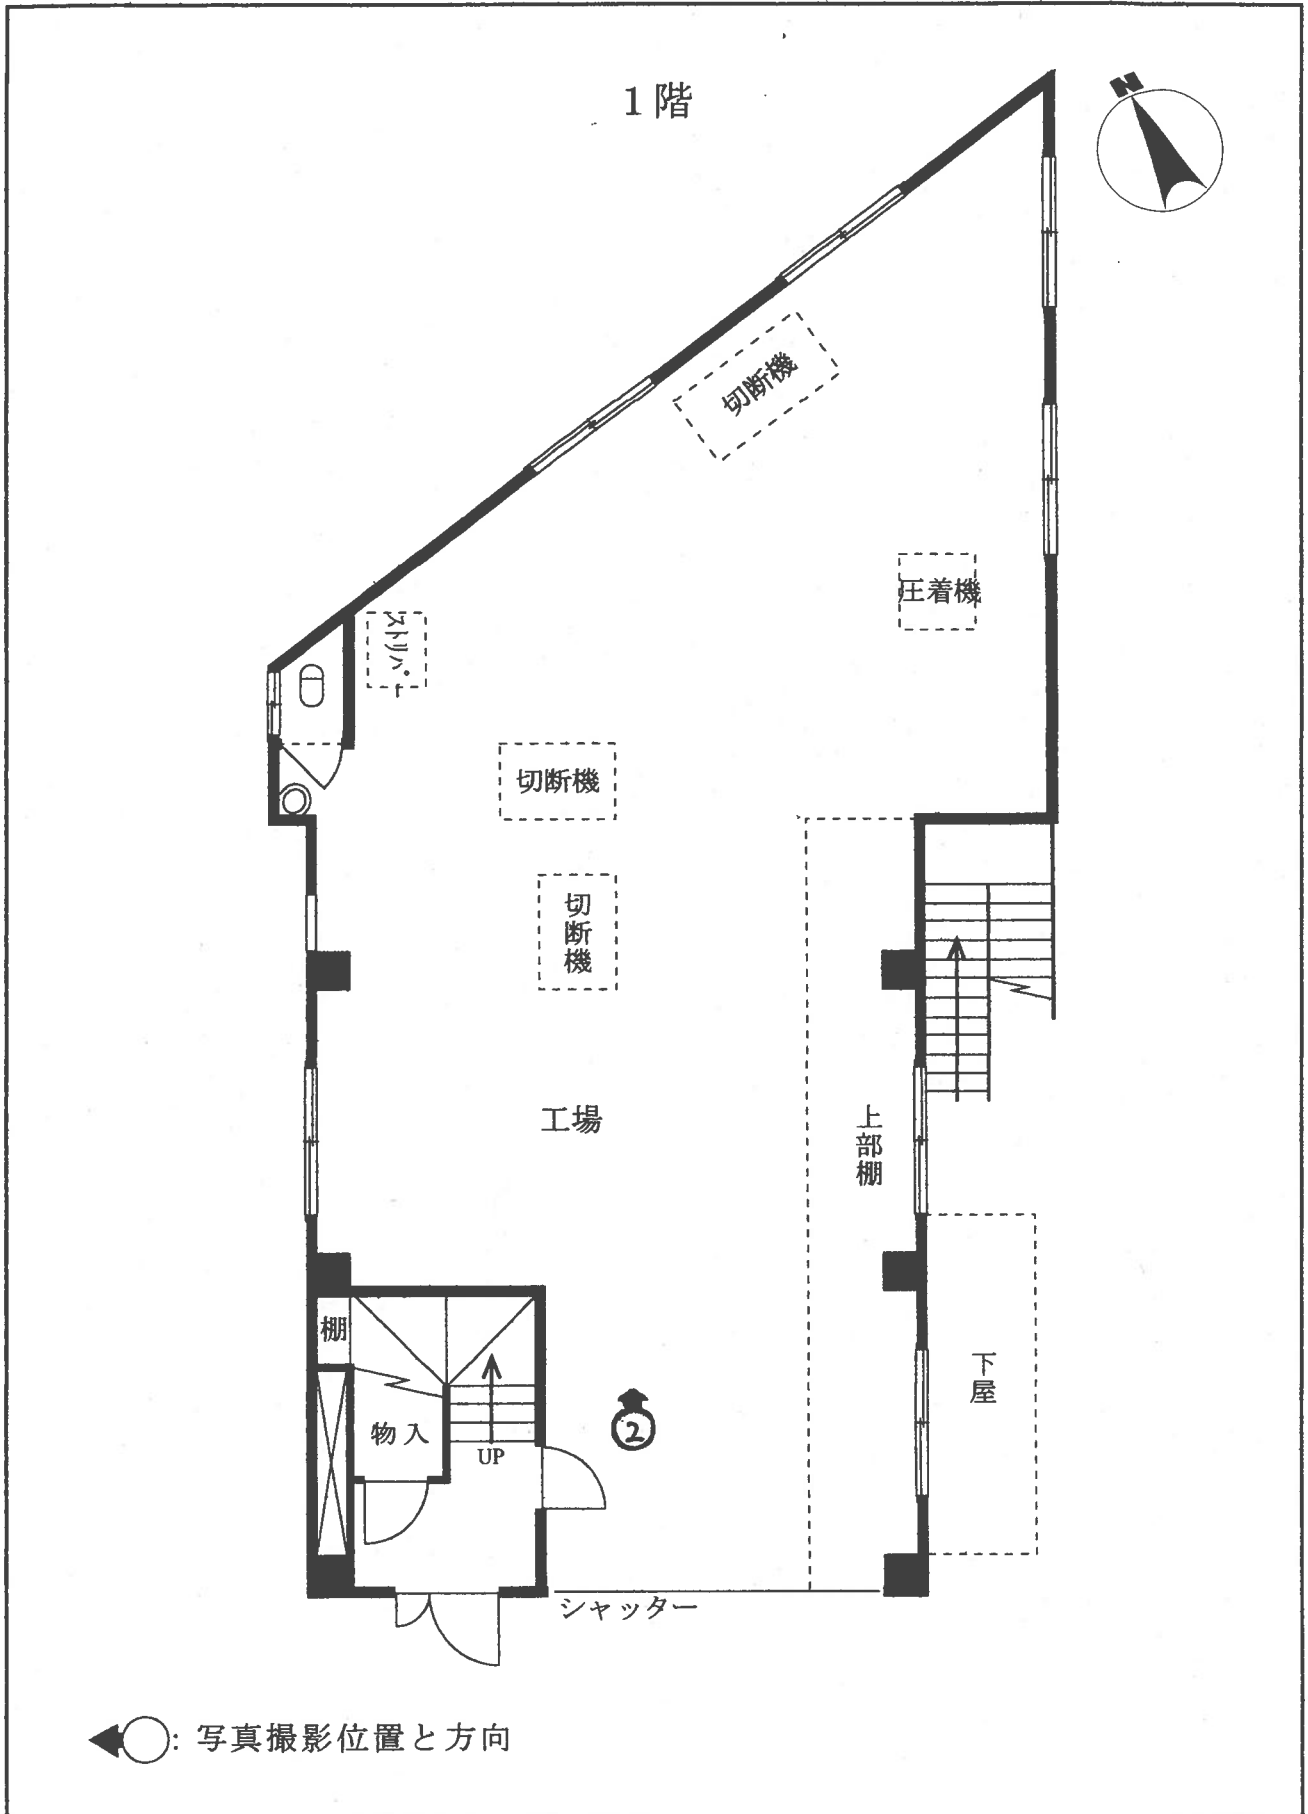 1階
N
切断機
圧着機
ストリパー
切断機
切断機
工場
上部棚
下屋
棚
物入
UP
2
シャッター
: 写真撮影位置と方向